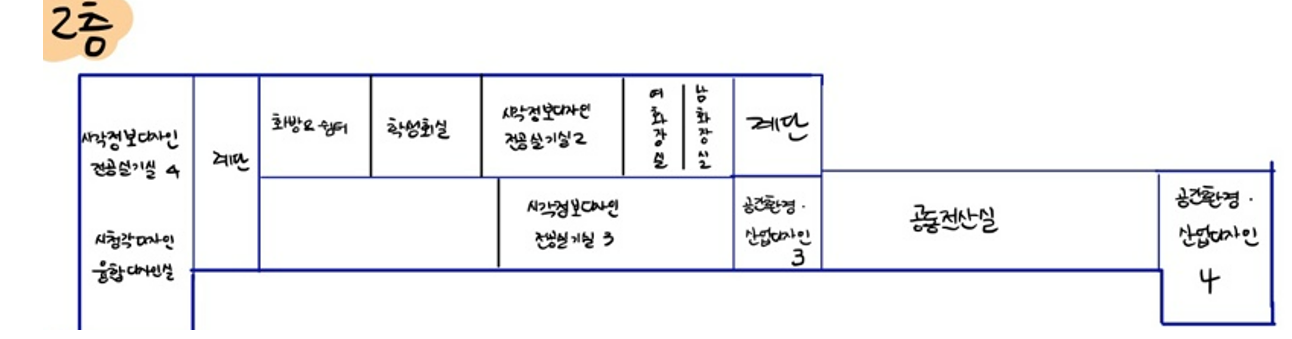 2층
시각정보디자인
전공실기실 4
시청각디자인
융합디자인실
계단
화방요 쉼터
학생회실
시각정보디자인
전공실기실2
여화장실
남화장실
계단
시각정보디자인
전공실기실 3
공간환경·
산업디자인
3
공동전산실
공간환경·
산업디자인
4